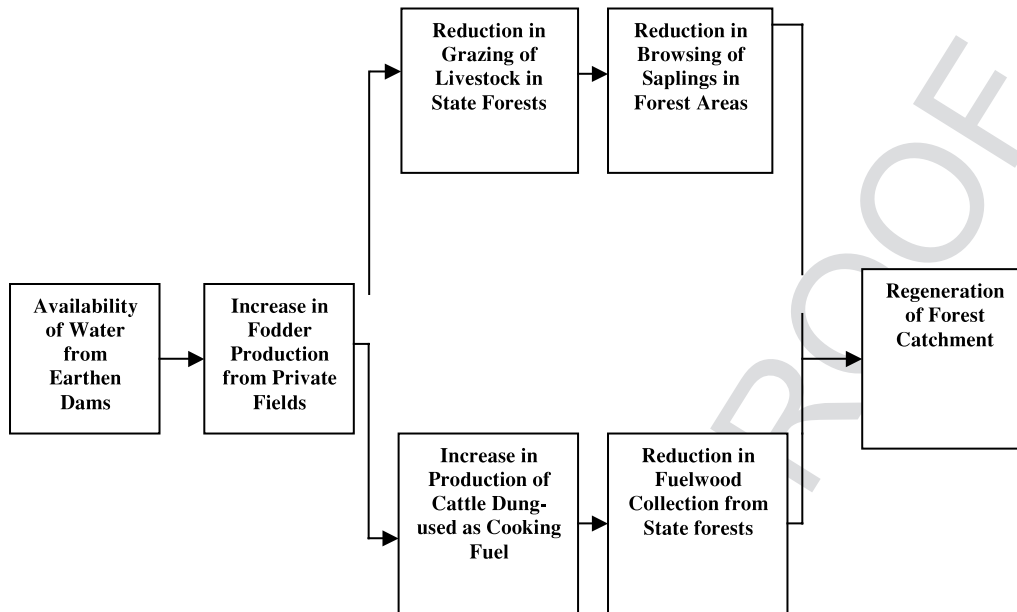 Reduction in
Grazing of
Livestock in
State Forests
Reduction in
Browsing of
Saplings in
Forest Areas
Availability
of Water
from
Earthen
Dams
Increase in
Fodder
Production
from Private
Fields
Regeneration
of Forest
Catchment
Increase in
Production of
Cattle Dung-
used as Cooking
Fuel
Reduction in
Fuelwood
Collection from
State forests
ROOF